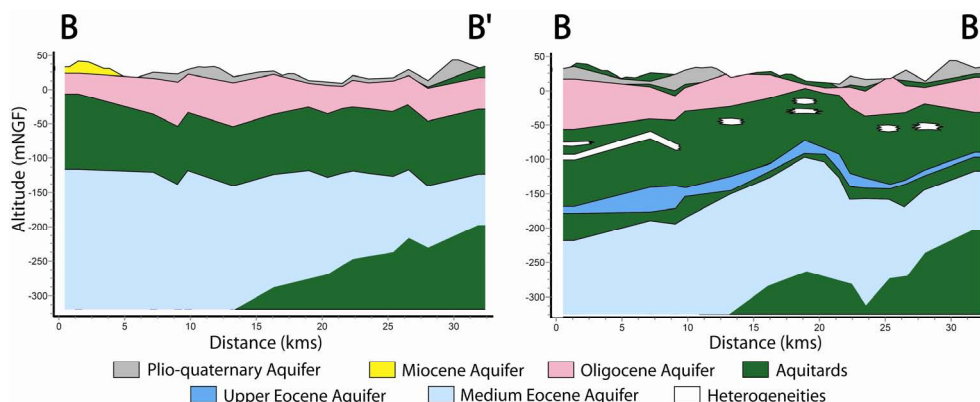 B B' B B
50 50
0 0
-50 -50
-100 -100
-150 -150
-200 -200
-250 -250
-300 -300
Altitude (mNGF)
0 5 10 15 20 25 30 0 5 10 15 20 25 30
Distance (kms) Distance (kms)
Plio-quaternary Aquifer Miocene Aquifer Oligocene Aquifer Aquitards
Upper Eocene Aquifer Medium Eocene Aquifer Heterogeneities